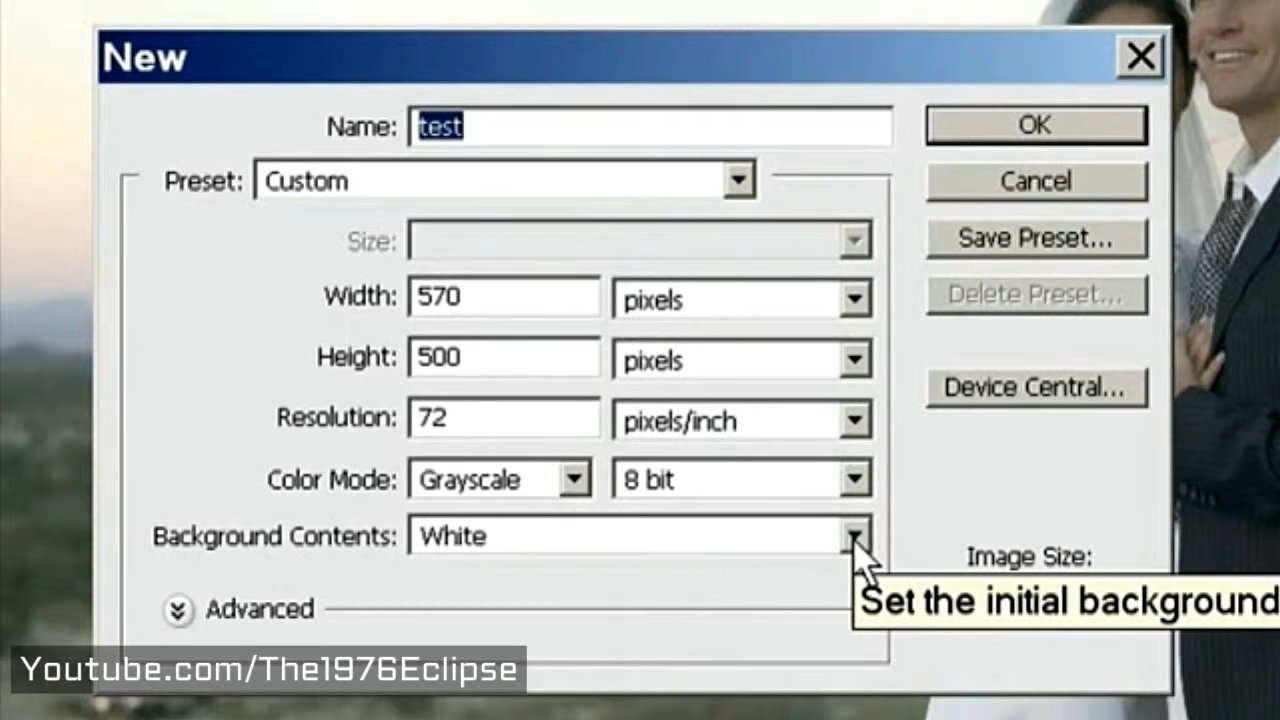 New
Name: test
OK
Preset: Custom
Cancel
Size:
Save Preset...
Width: 570 pixels
Delete Preset...
Height: 500 pixels
Device Central...
Resolution: 72 pixels/inch
Color Mode: Grayscale 8 bit
Background Contents: White
Image Size:
Set the initial background
Advanced
Youtube.com/The1976Eclipse